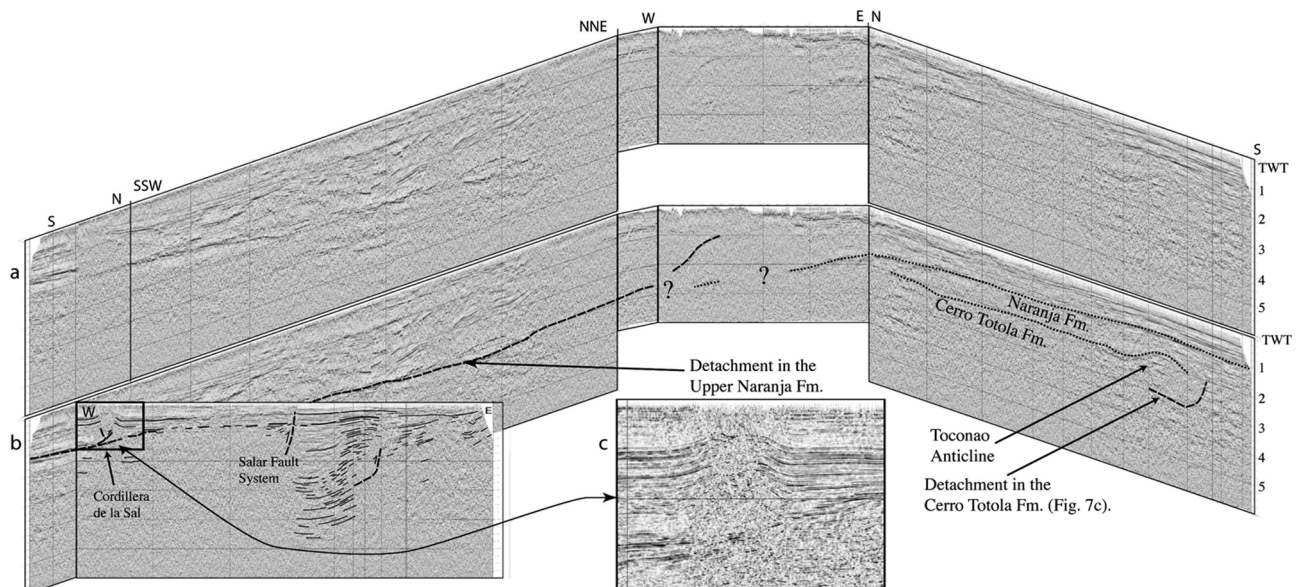 NNE
W
E
N
S
TWT
1
2
3
4
5
S
N
SSW
a
?
?
Naranja Fm.
Cerro Totola Fm.
TWT
1
2
3
4
5
Detachment in the
Upper Naranja Fm.
Toconao
Anticline
Detachment in the
Cerro Totola Fm. (Fig. 7c).
b
W
E
Salar Fault
System
Cordillera
de la Sal
c